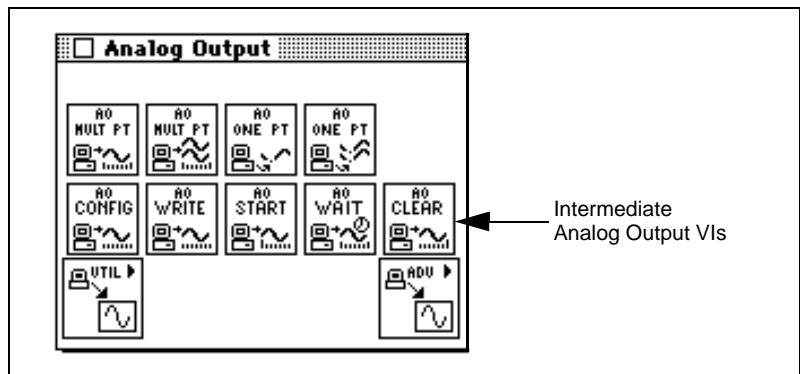 Analog Output
AO MULT PT
AO MULT PT
AO ONE PT
AO ONE PT
AO CONFIG
AO WRITE
AO START
AO WAIT
AO CLEAR
Intermediate
Analog Output VIs
UTIL
ADV